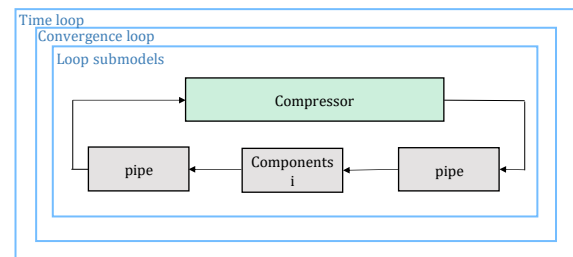 Time loop
Convergence loop
Loop submodels
Compressor
pipe
Components
i
pipe